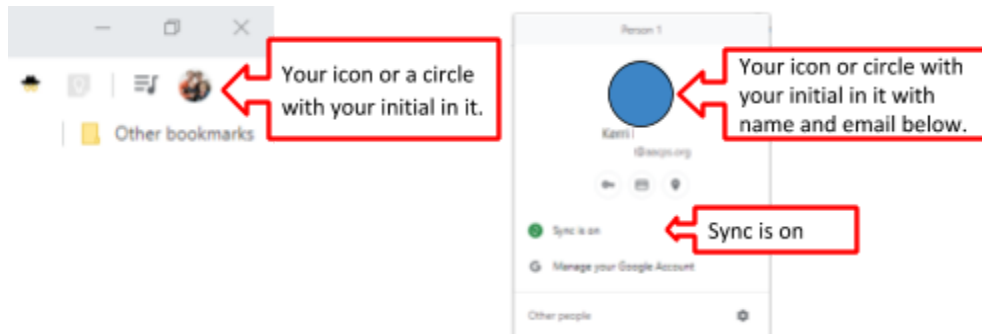 Your icon or a circle
with your initial in it.
Other bookmarks
Person 1
Your icon or circle with
your initial in it with
name and email below.
Kerri
Sync is on
Sync is on
G Manage your Google Account
Other people